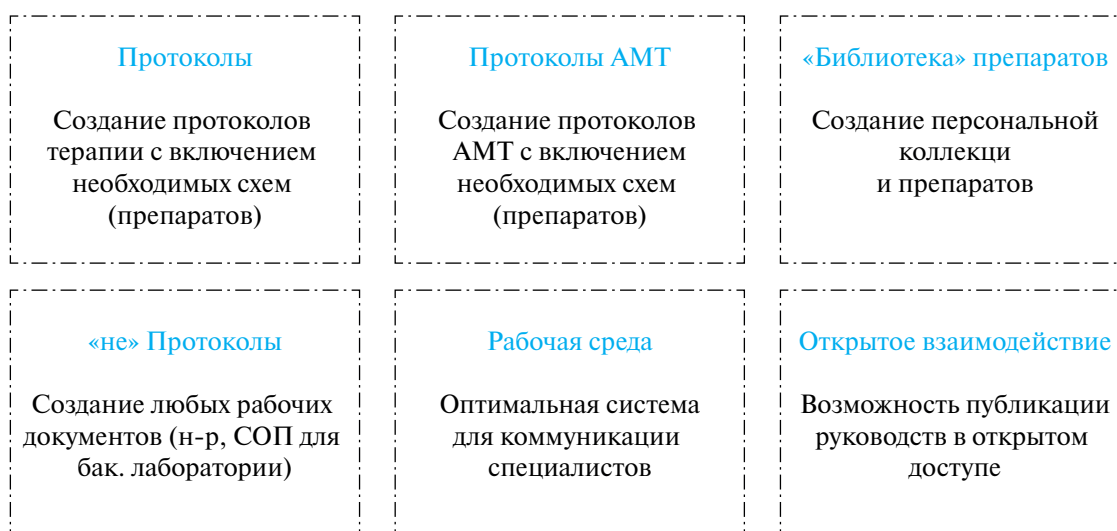 Протоколы
Создание протоколов
терапии с включением
необходимых схем
(препаратов)
Протоколы АМТ
Создание протоколов
АМТ с включением
необходимых схем
(препаратов)
«Библиотека» препаратов
Создание персональной
коллекци
и препаратов
«не» Протоколы
Создание любых рабочих
документов (н-р, СОП для
бак. лаборатории)
Рабочая среда
Оптимальная система
для коммуникации
специалистов
Открытое взаимодействие
Возможность публикации
руководств в открытом
доступе